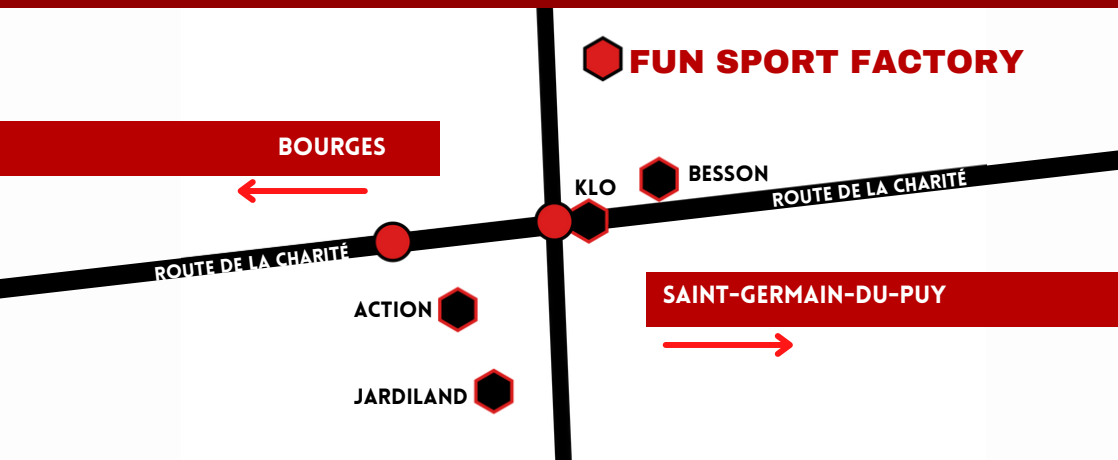 FUN SPORT FACTORY
BOURGES
BESSON
KLO
ROUTE DE LA CHARITÉ
ROUTE DE LA CHARITÉ
ACTION
SAINT-GERMAIN-DU-PUY
JARDILAND